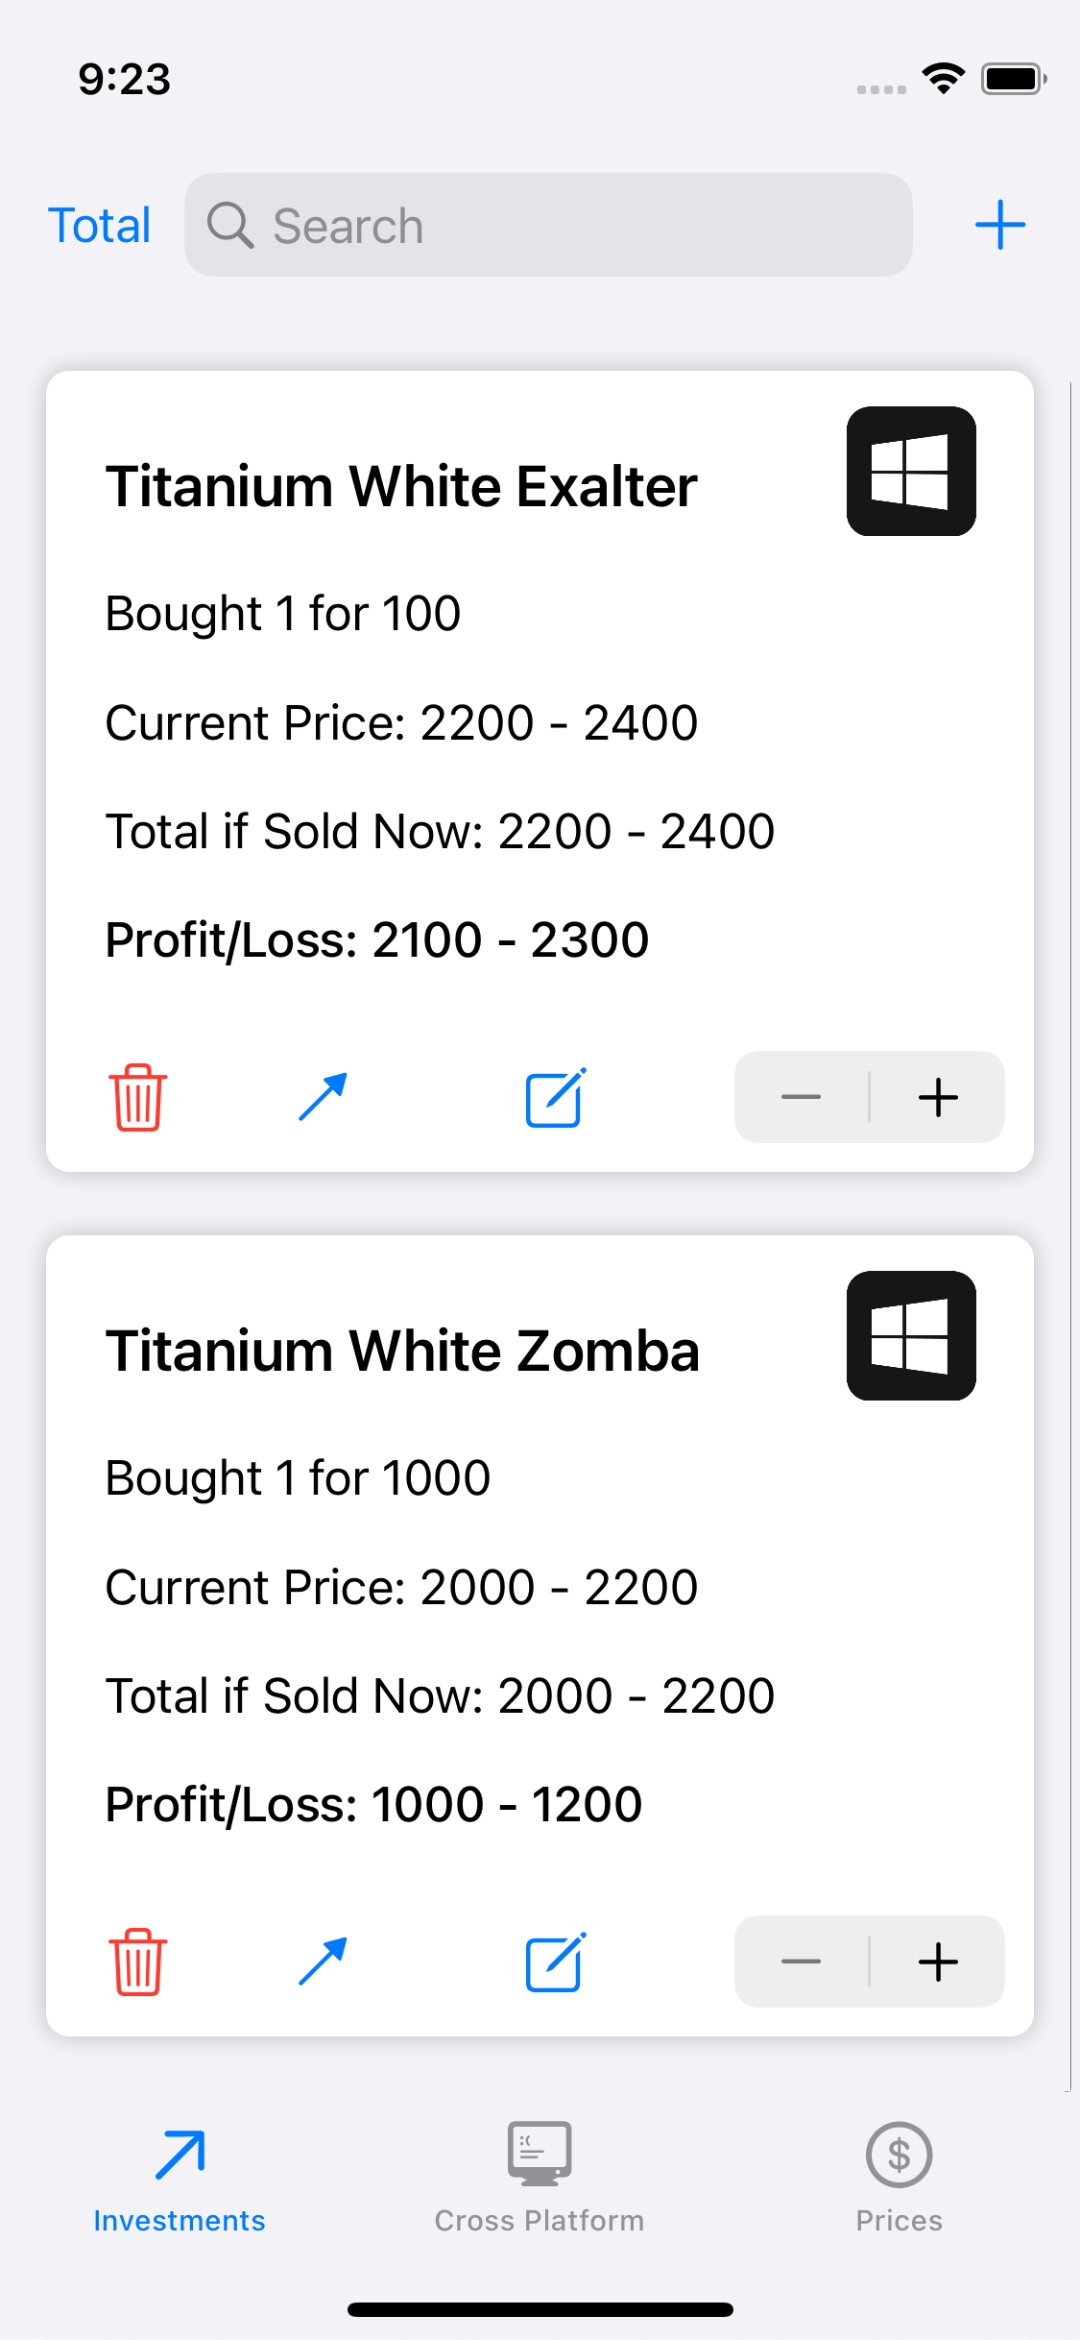 9:23
Total
Search
Titanium White Exalter
Bought 1 for 100
Current Price: 2200 - 2400
Total if Sold Now: 2200 - 2400
Profit/Loss: 2100 - 2300
Titanium White Zomba
Bought 1 for 1000
Current Price: 2000 - 2200
Total if Sold Now: 2000 - 2200
Profit/Loss: 1000 - 1200
Investments
Cross Platform
Prices